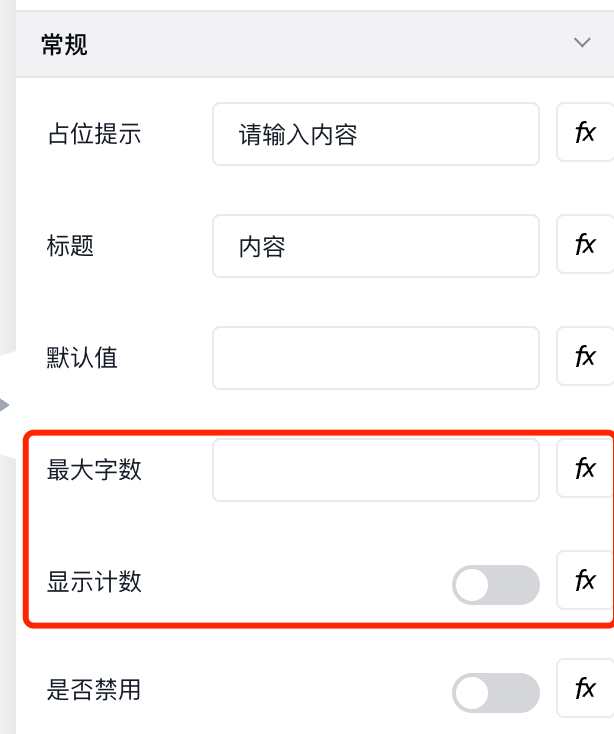 常规
占位提示 请输入内容 fx
标题 内容 fx
默认值 fx
最大字数 fx
显示计数 fx
是否禁用 fx